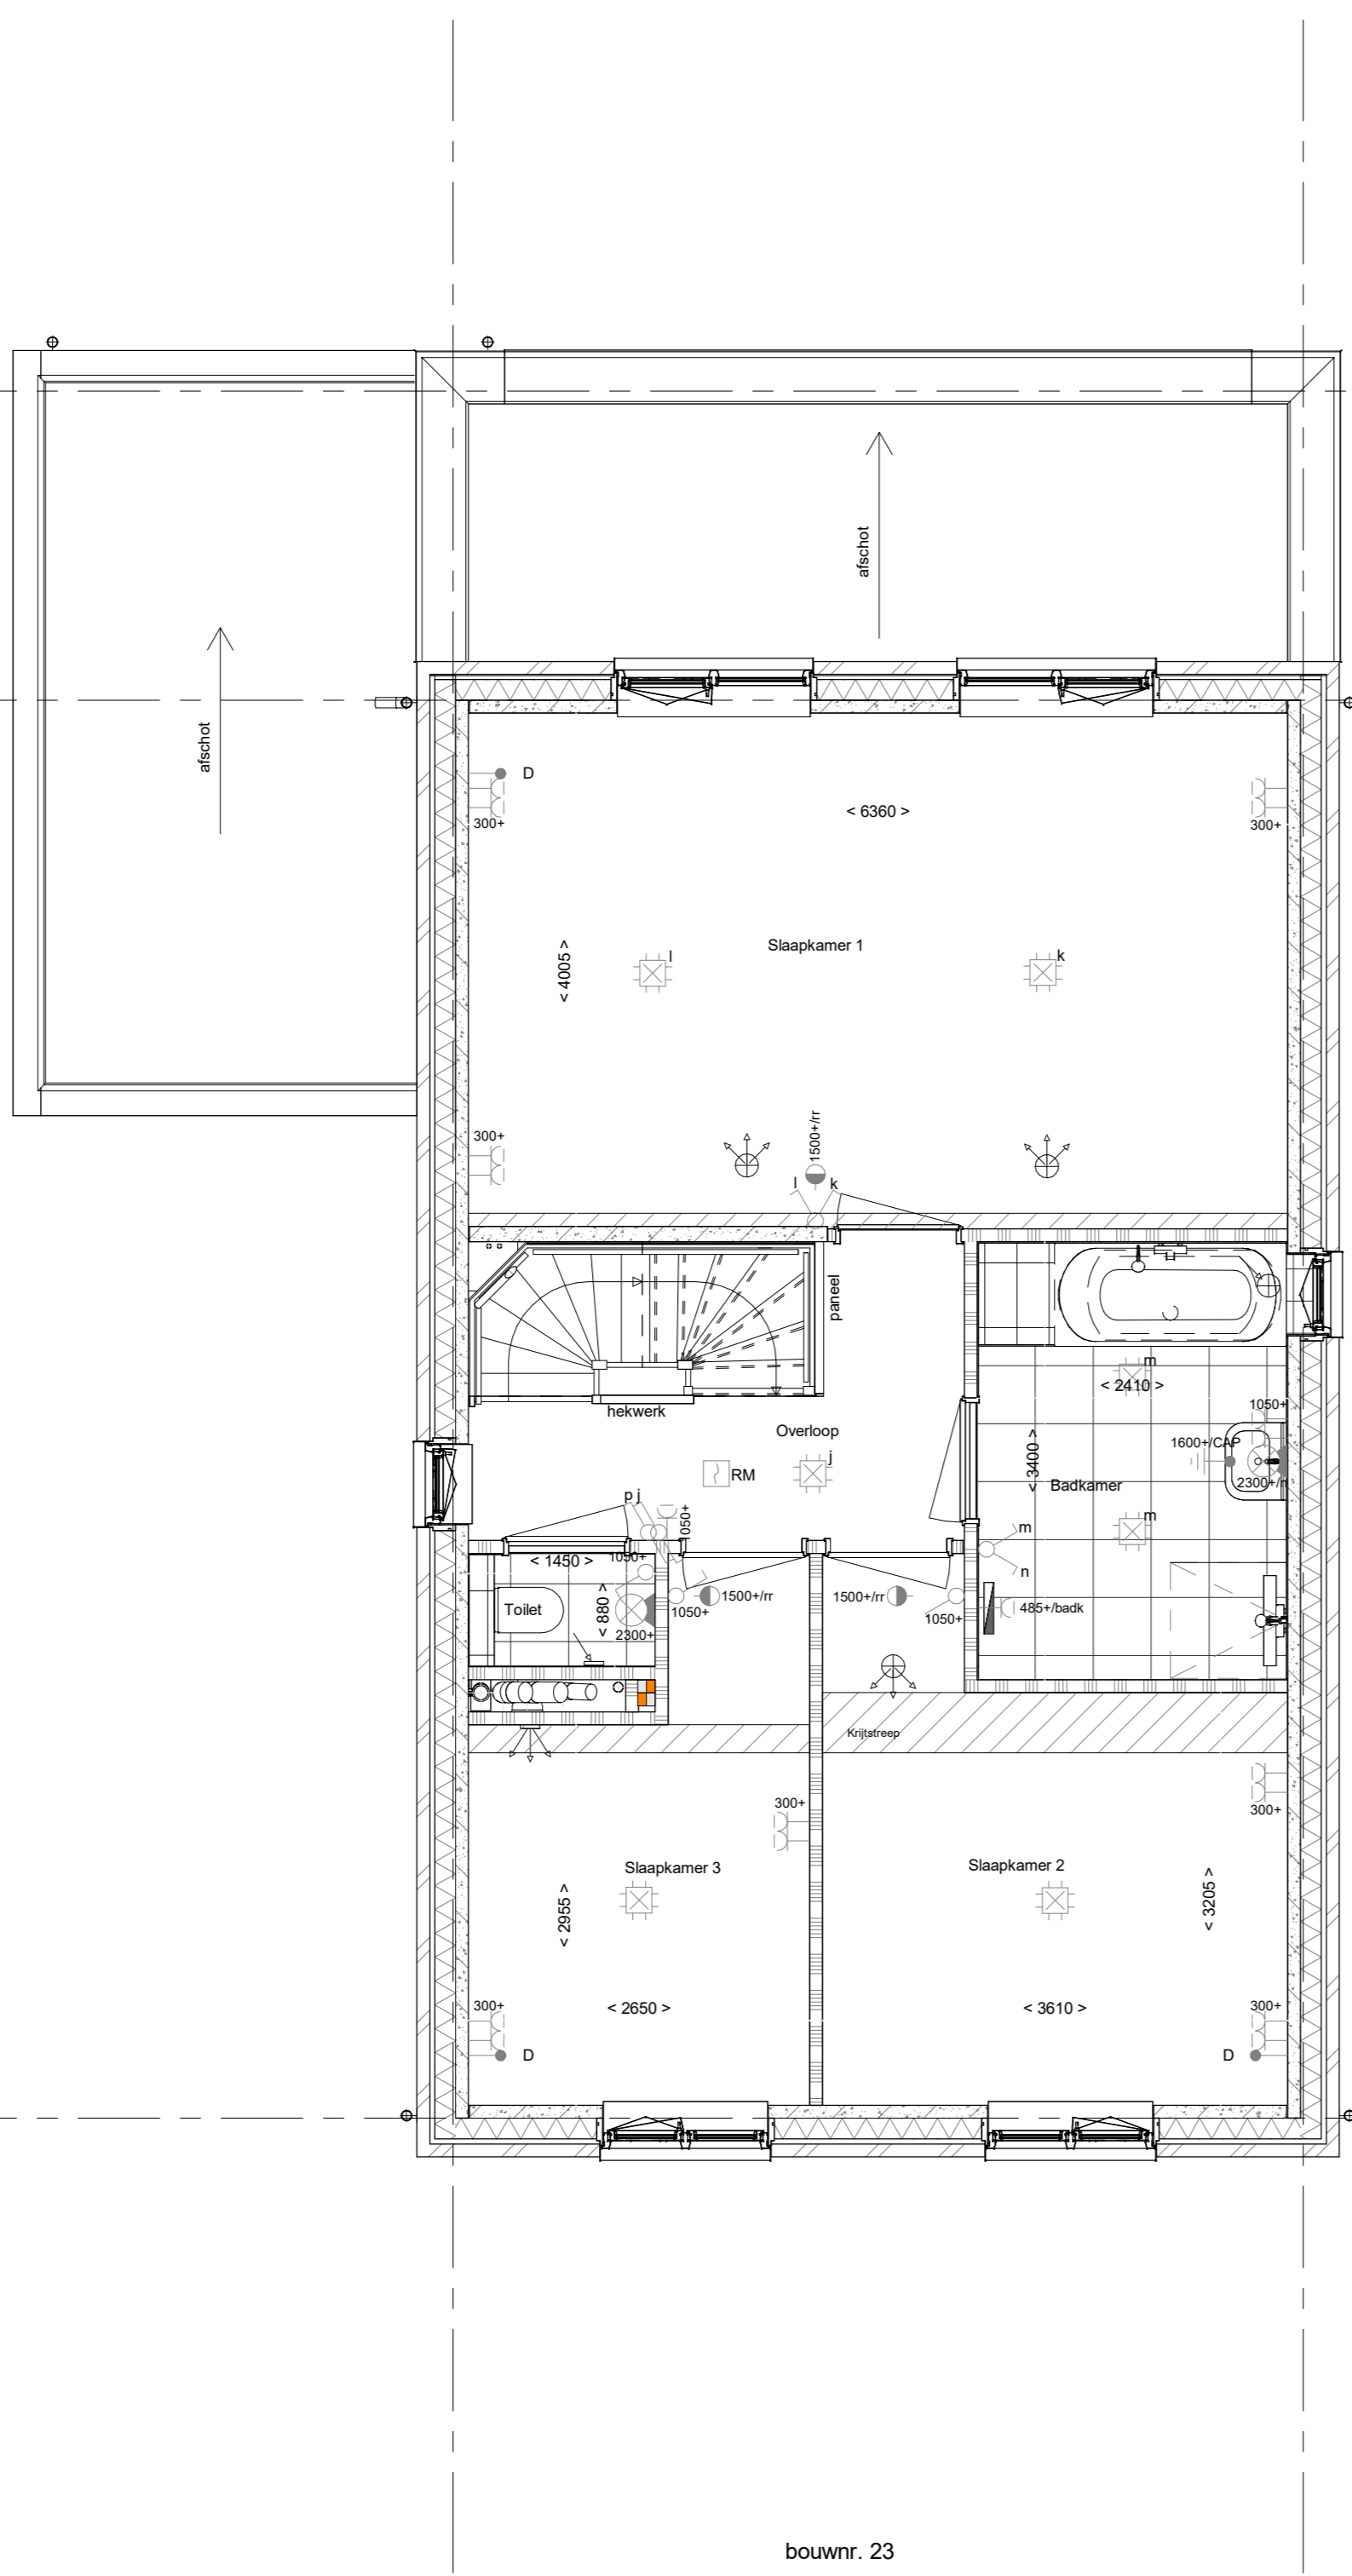 afschot
afschot
D
300+
< 6360 >
300+
Slaapkamer 1
< 4005 >
l
k
300+
1500+/rr
l
k
paneel
hekwerk
Overloop
j
RM
p j
1050+
m
< 2410 >
1050+
< 3400 >
1600+/CAP
2300+/n
Badkamer
m
m
n
485+/badk
< 1450 >
1050+
Toilet
< 880 >
2300+
1050+
1500+/rr
1500+/rr
1050+
Krijtstreep
300+
300+
Slaapkamer 3
Slaapkamer 2
< 2955 >
< 3205 >
300+
< 2650 >
< 3610 >
300+
D
D
bouwnr. 23